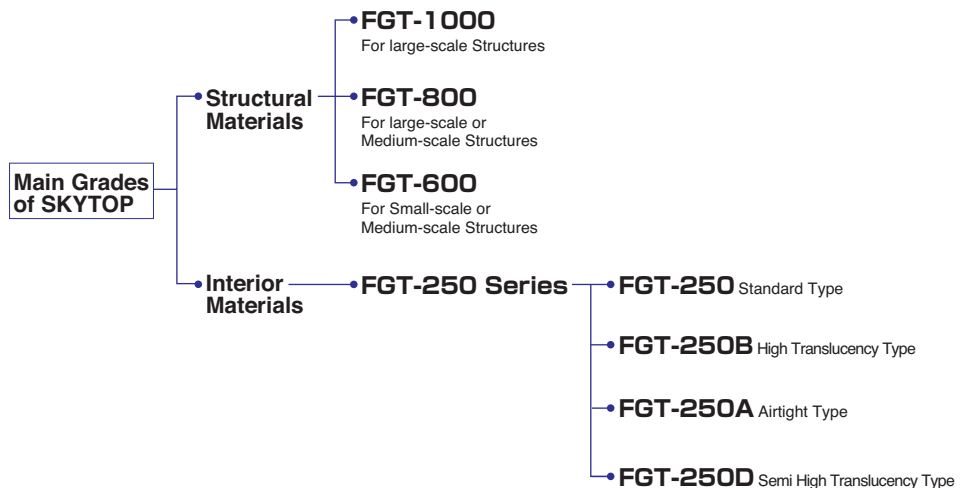 Main Grades
of SKYTOP
Structural
Materials
FGT-1000
For large-scale Structures
FGT-800
For large-scale or
Medium-scale Structures
FGT-600
For Small-scale or
Medium-scale Structures
Interior
Materials
FGT-250 Series
FGT-250 Standard Type
FGT-250B High Translucency Type
FGT-250A Airtight Type
FGT-250D Semi High Translucency Type